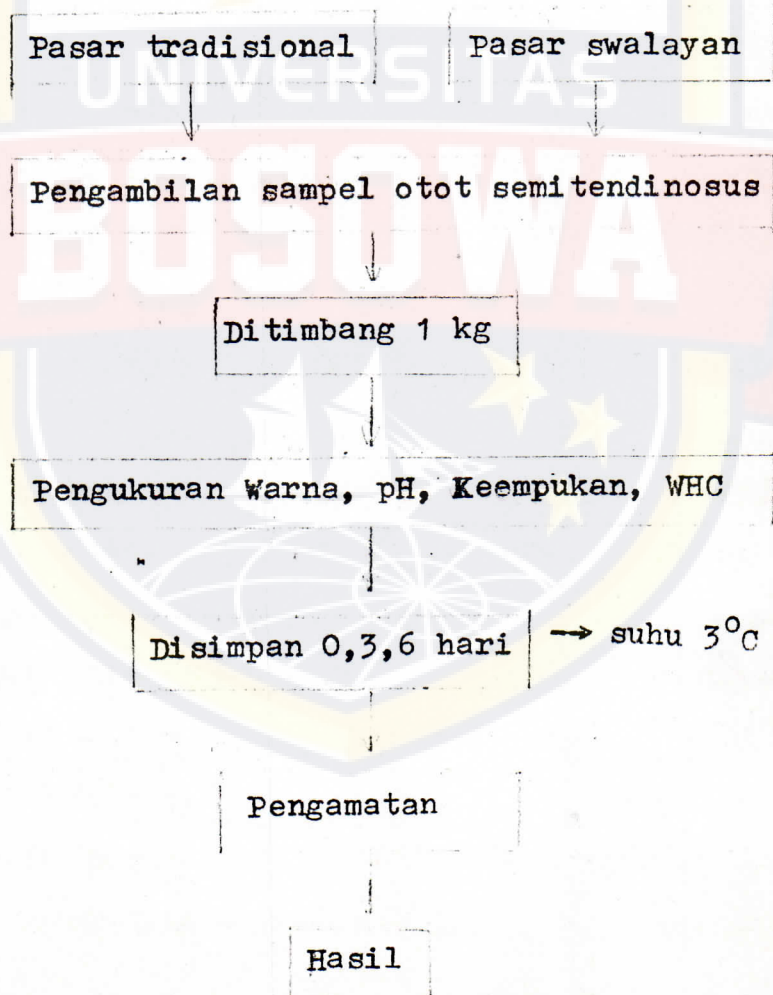 Pasar tradisional
Pasar swalayan
UNIVERSITAS
Pengambilan sampel otot semitendinosus
BOSOWA
Ditimbang 1 kg
Pengukuran Warna, pH, Keempukan, WHC
Disimpan 0,3,6 hari → suhu 3°C
Pengamatan
Hasil